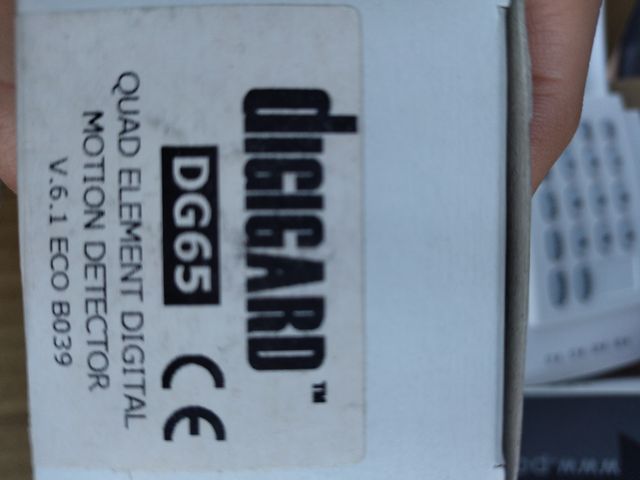 dIGIGARD™
DG65 CE
QUAD ELEMENT DIGITAL
MOTION DETECTOR
V.6.1 ECO B039